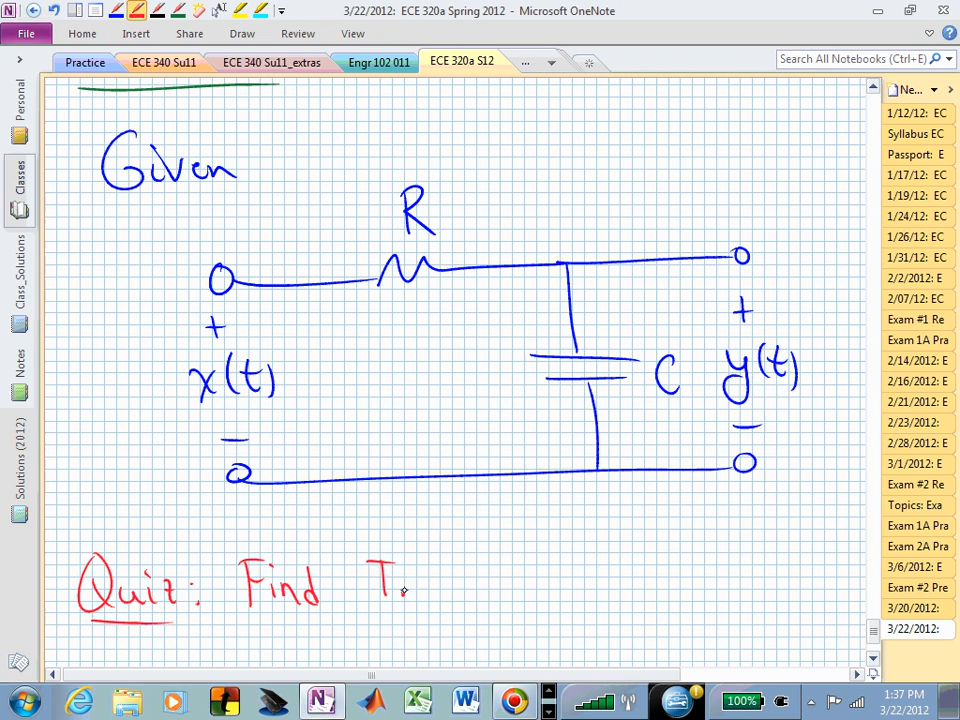 3/22/2012: ECE 320a Spring 2012 - Microsoft OneNote
File Home Insert Share Draw Review View
Practice ECE 340 Su11 ECE 340 Su11_extras Engr 102 011 ECE 320a S12 ... Search All Notebooks (Ctrl+E)
Personal
Classes
Class_Solutions
Notes
Solutions (2012)
Given
R
+
x(t)
−
C
+
y(t)
−
Quiz: Find T
Ne...
1/12/12: EC
Syllabus EC
Passport: E
1/17/12: EC
1/19/12: EC
1/24/12: EC
1/26/12: EC
1/31/12: EC
2/2/2012: E
2/07/12: EC
Exam #1 Re
Exam 1A Pra
2/14/2012: E
2/16/2012: E
2/21/2012: E
2/23/2012:
2/28/2012: E
3/1/2012: E
Exam #2 Re
Topics: Exa
Exam 1A Pra
Exam 2A Pra
3/6/2012: E
Exam #2 Pre
3/20/2012:
3/22/2012:
100%
1:37 PM
3/22/2012